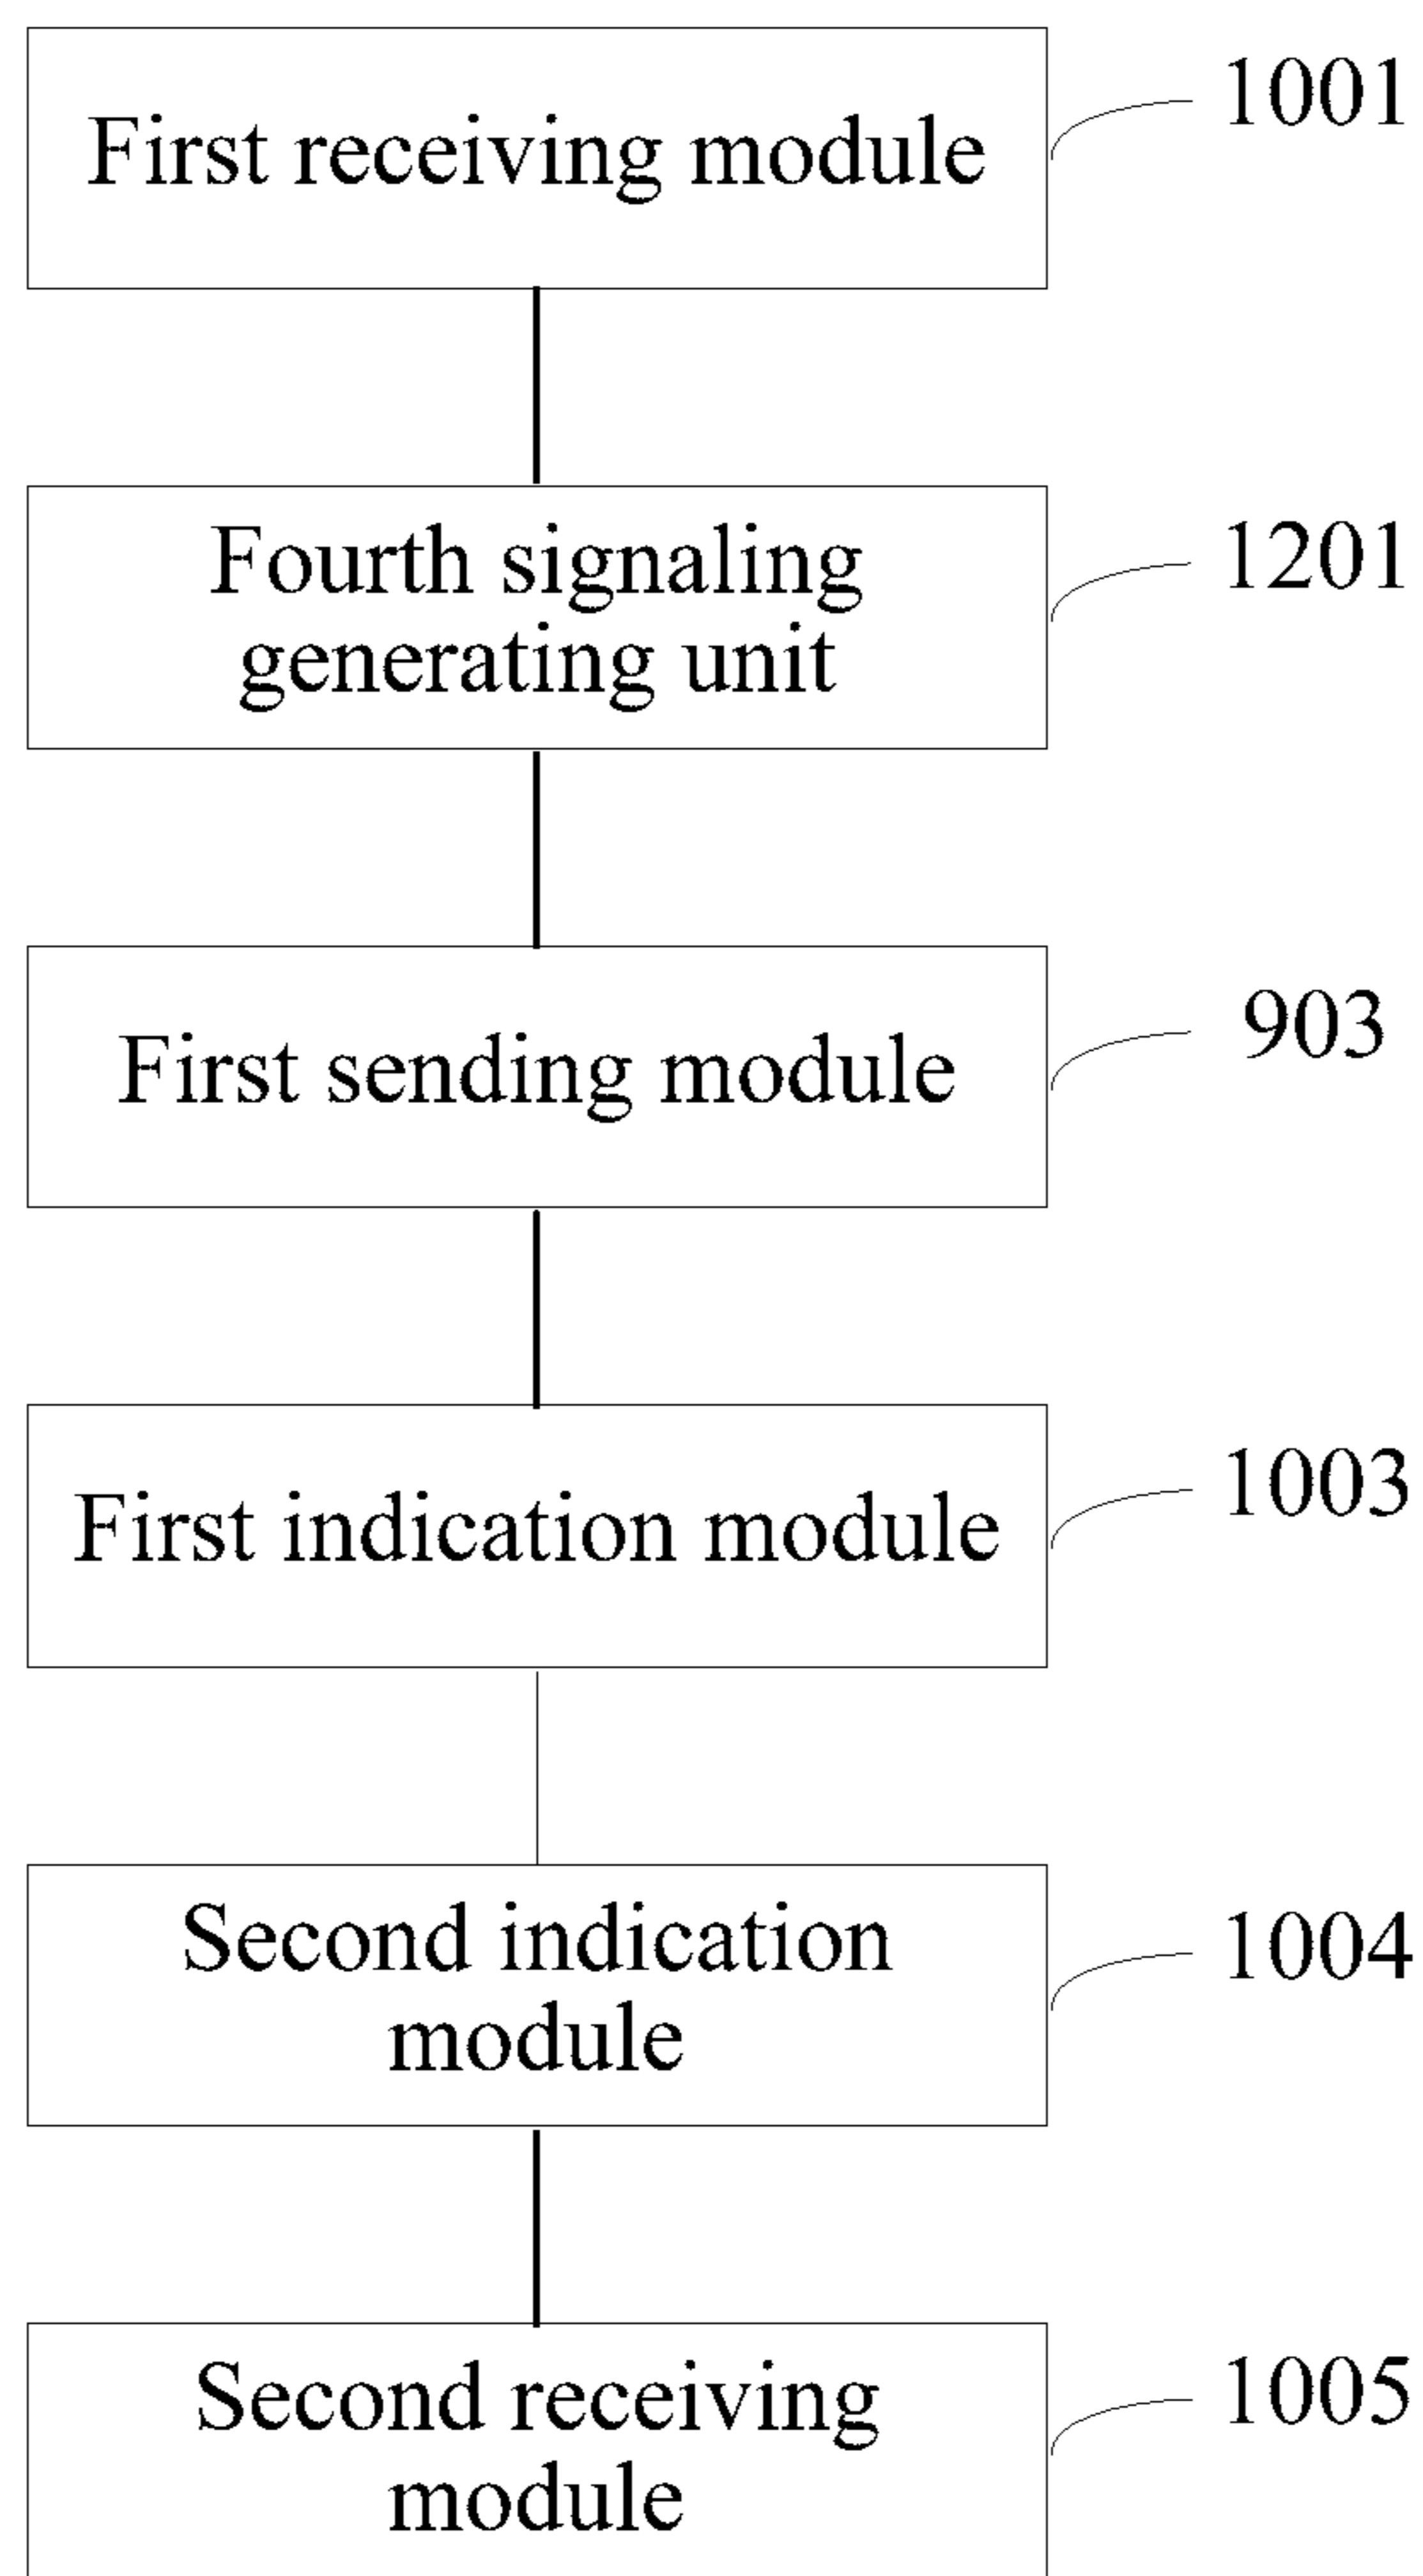 First receiving module
1001
Fourth signaling
generating unit
1201
First sending module
903
First indication module
1003
Second indication
module
1004
Second receiving
module
1005